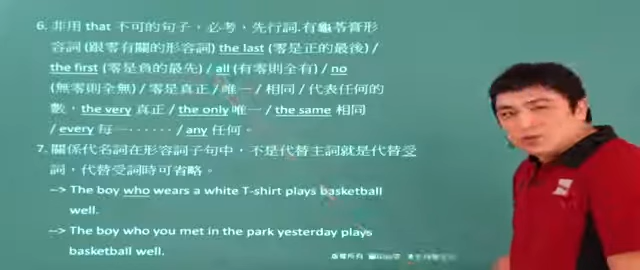 6. 非用 that 不可的句子，必考，先行詞.有龜苓膏形
容詞 (跟零有關的形容詞) the last (零是正的最後) /
the first (零是負的最先) / all (有零則全有) / no
(無零則全無) / 零是真正 / 唯一 / 相同 / 代表任何的
數，the very 真正 / the only 唯一 / the same 相同
/ every 每一⋯⋯ / any 任何。
7. 關係代名詞在形容詞子句中，不是代替主詞就是代替受
詞，代替受詞時可省略。
--> The boy who wears a white T-shirt plays basketball
well.
--> The boy who you met in the park yesterday plays
basketball well.
版權所有